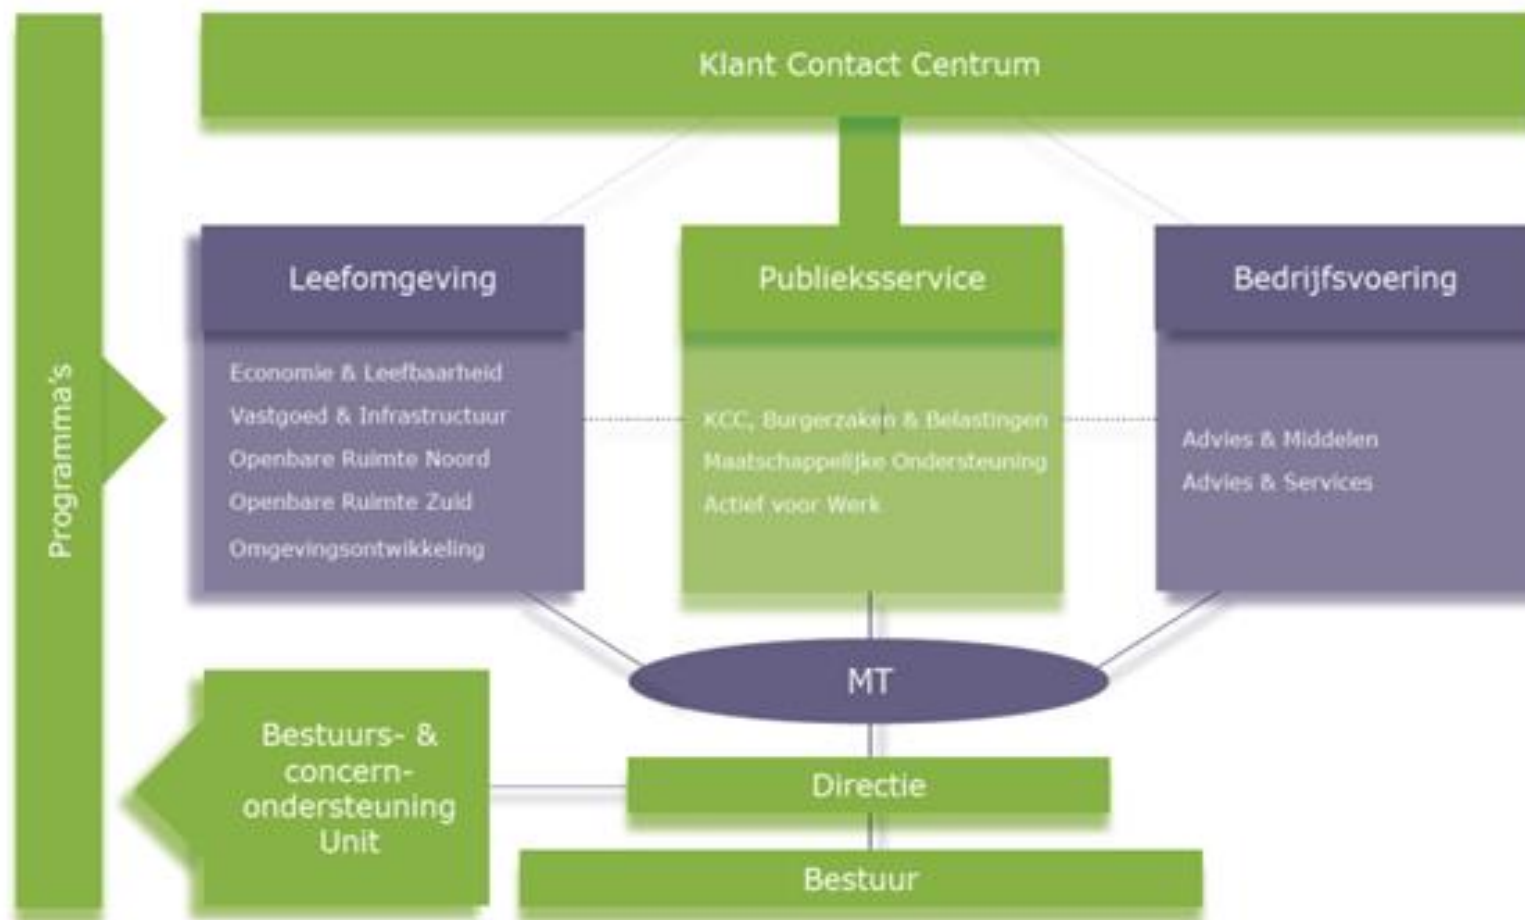 Klant Contact Centrum
Programma's
Leefomgeving
Economie & Leefbaarheid
Vastgoed & Infrastructuur
Openbare Ruimte Noord
Openbare Ruimte Zuid
Omgevingsontwikkeling
Publieksservice
KCC, Burgerzaken & Belastingen
Maatschappelijke Ondersteuning
Actief voor Werk
Bedrijfsvoering
Advies & Middelen
Advies & Services
MT
Bestuurs- &
concern-
ondersteuning
Unit
Directie
Bestuur